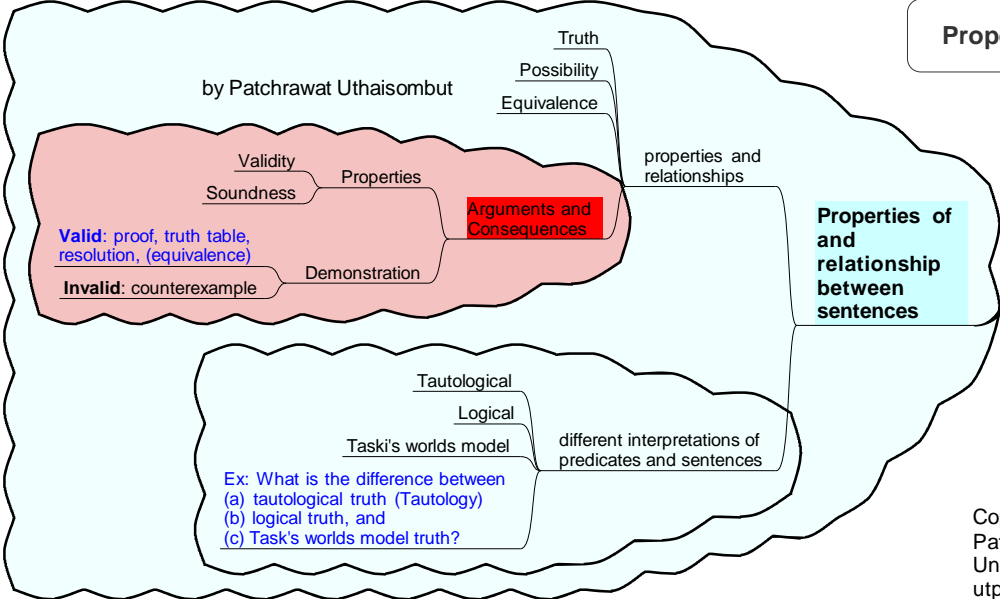 Truth
Possibility
Equivalence
by Patchrawat Uthaisombut
properties and
relationships
Validity
Soundness
Properties
Arguments and
Consequences
Valid: proof, truth table,
resolution, (equivalence)
Invalid: counterexample
Demonstration
Properties of
and
relationship
between
sentences
Tautological
Logical
Taski's worlds model
Ex: What is the difference between
(a) tautological truth (Tautology)
(b) logical truth, and
(c) Task's worlds model truth?
different interpretations of
predicates and sentences
Prop
Co
Pat
Un
utp